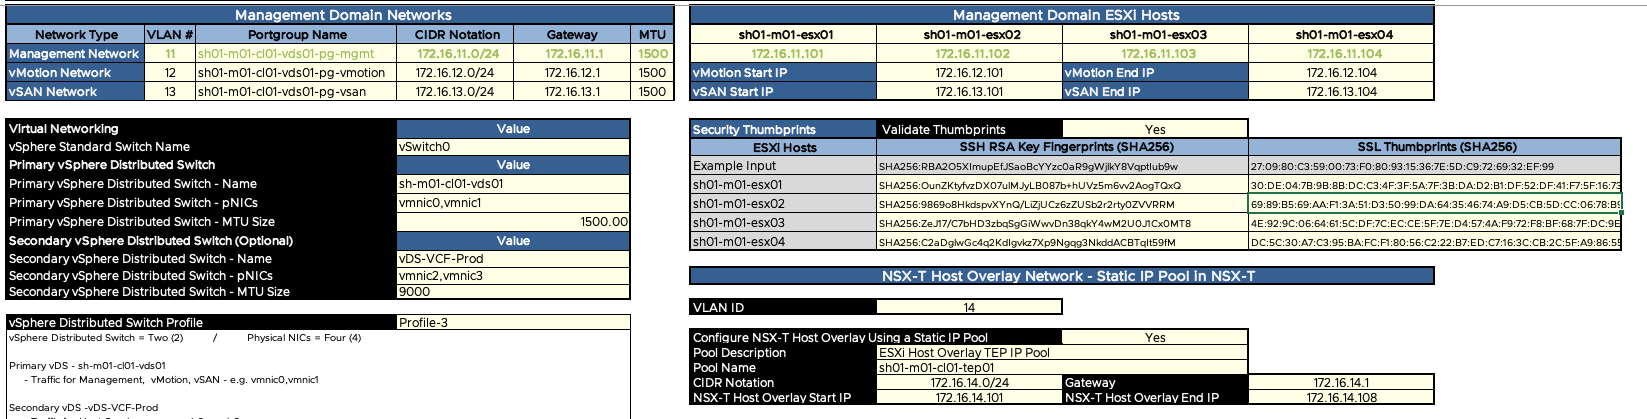 Management Domain Networks
Network Type VLAN # Portgroup Name CIDR Notation Gateway MTU
Management Network 11 sh01-m01-cl01-vds01-pg-mgmt 172.16.11.0/24 172.16.11.1 1500
vMotion Network 12 sh01-m01-cl01-vds01-pg-vmotion 172.16.12.0/24 172.16.12.1 1500
vSAN Network 13 sh01-m01-cl01-vds01-pg-vsan 172.16.13.0/24 172.16.13.1 1500
Virtual Networking Value
vSphere Standard Switch Name vSwitch0
Primary vSphere Distributed Switch Value
Primary vSphere Distributed Switch - Name sh-m01-cl01-vds01
Primary vSphere Distributed Switch - pNICs vmnic0,vmnic1
Primary vSphere Distributed Switch - MTU Size 1500.00
Secondary vSphere Distributed Switch (Optional) Value
Secondary vSphere Distributed Switch - Name vDS-VCF-Prod
Secondary vSphere Distributed Switch - pNICs vmnic2,vmnic3
Secondary vSphere Distributed Switch - MTU Size 9000
vSphere Distributed Switch Profile Profile-3
vSphere Distributed Switch = Two (2) / Physical NICs = Four (4)
Primary vDS - sh-m01-cl01-vds01
- Traffic for Management, vMotion, vSAN - e.g. vmnic0,vmnic1
Secondary vDS -vDS-VCF-Prod
Management Domain ESXi Hosts
sh01-m01-esx01 sh01-m01-esx02 sh01-m01-esx03 sh01-m01-esx04
172.16.11.101 172.16.11.102 172.16.11.103 172.16.11.104
vMotion Start IP 172.16.12.101 vMotion End IP 172.16.12.104
vSAN Start IP 172.16.13.101 vSAN End IP 172.16.13.104
Security Thumbprints Validate Thumbprints Yes
ESXi Hosts SSH RSA Key Fingerprints (SHA256) SSL Thumbprints (SHA256)
Example Input SHA256:RBA2O5XImupEfJSaoBcYYzc0aR9gWjlkY8Vqptlub9w 27:09:80:C3:59:00:73:F0:80:93:15:36:7E:5D:C9:72:69:32:EF:99
sh01-m01-esx01 SHA256:OunZKtyfvzDX07ulMJyLB087b+hUVz5m6vv2AogTQxQ 30:DE:04:7B:9B:8B:DC:C3:4F:3F:5A:7F:3B:DA:D2:B1:DF:52:DF:41:F7:5F:16:73
sh01-m01-esx02 SHA256:9869o8HkdspvXYnQ/LiZjUCz6zZUSb2r2rty0ZVVRRM 69:89:B5:69:AA:F1:3A:51:D3:50:99:DA:64:35:46:74:A9:D5:CB:5D:CC:06:78:B9
sh01-m01-esx03 SHA256:ZeJ17/C7bHD3zbqSgGiWwvDn38qkY4wM2U0J1Cx0MT8 4E:92:9C:06:64:61:5C:DF:7C:EC:CE:5F:7E:D4:57:4A:F9:72:F8:BF:68:7F:DC:9E
sh01-m01-esx04 SHA256:C2aDglwGc4q2KdIgvkz7Xp9Ngqg3NkddACBTqIt59fM DC:5C:30:A7:C3:95:BA:FC:F1:80:56:C2:22:B7:ED:C7:16:3C:CB:2C:5F:A9:86:55
NSX-T Host Overlay Network - Static IP Pool in NSX-T
VLAN ID 14
Configure NSX-T Host Overlay Using a Static IP Pool Yes
Pool Description ESXi Host Overlay TEP IP Pool
Pool Name sh01-m01-cl01-tep01
CIDR Notation 172.16.14.0/24 Gateway 172.16.14.1
NSX-T Host Overlay Start IP 172.16.14.101 NSX-T Host Overlay End IP 172.16.14.108